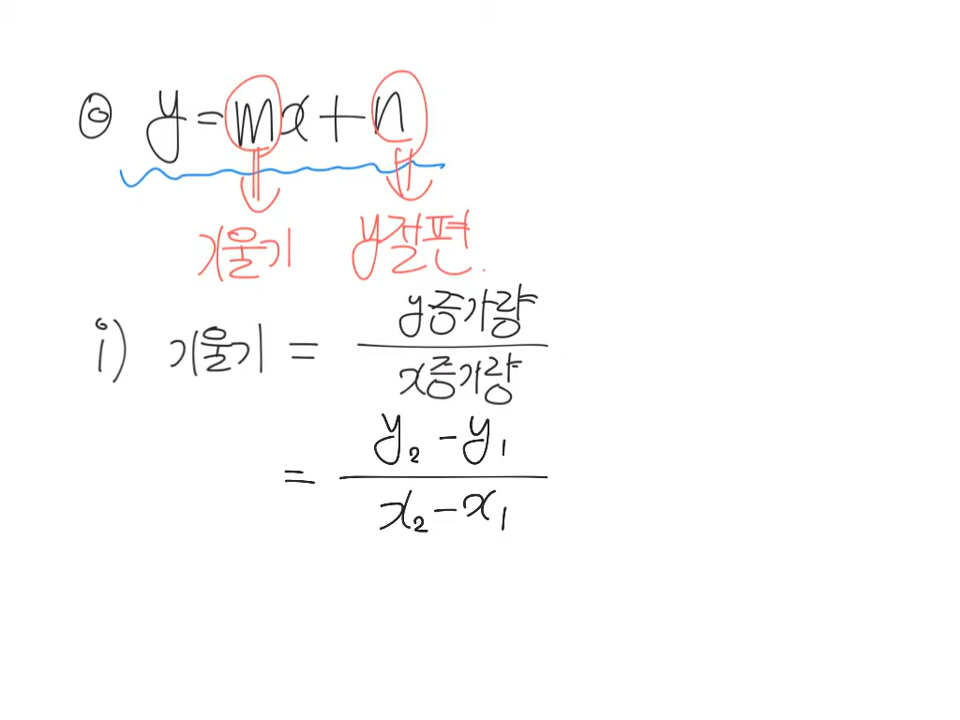 ⊙ y=mx+n
기울기 y절편.
i) 기울기 = y증가량
x증가량
= y₂-y₁
x₂-x₁